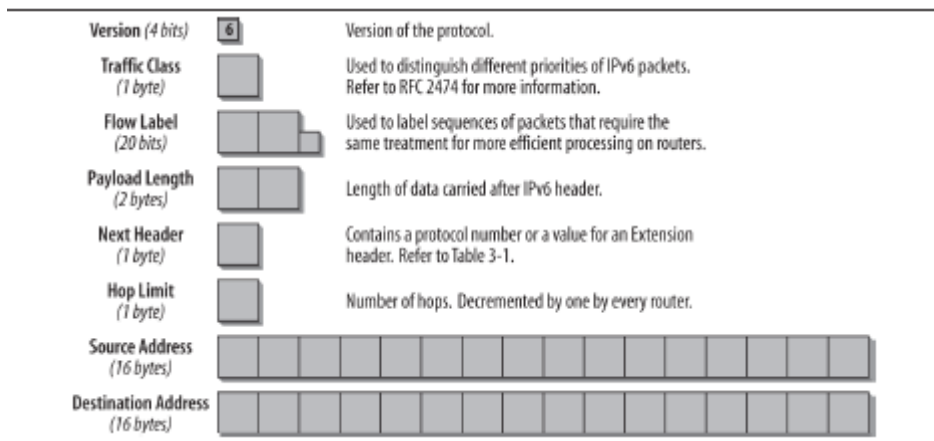 Version (4 bits)
6
Version of the protocol.
Traffic Class
(1 byte)
Used to distinguish different priorities of IPv6 packets.
Refer to RFC 2474 for more information.
Flow Label
(20 bits)
Used to label sequences of packets that require the
same treatment for more efficient processing on routers.
Payload Length
(2 bytes)
Length of data carried after IPv6 header.
Next Header
(1 byte)
Contains a protocol number or a value for an Extension
header. Refer to Table 3-1.
Hop Limit
(1 byte)
Number of hops. Decremented by one by every router.
Source Address
(16 bytes)
Destination Address
(16 bytes)